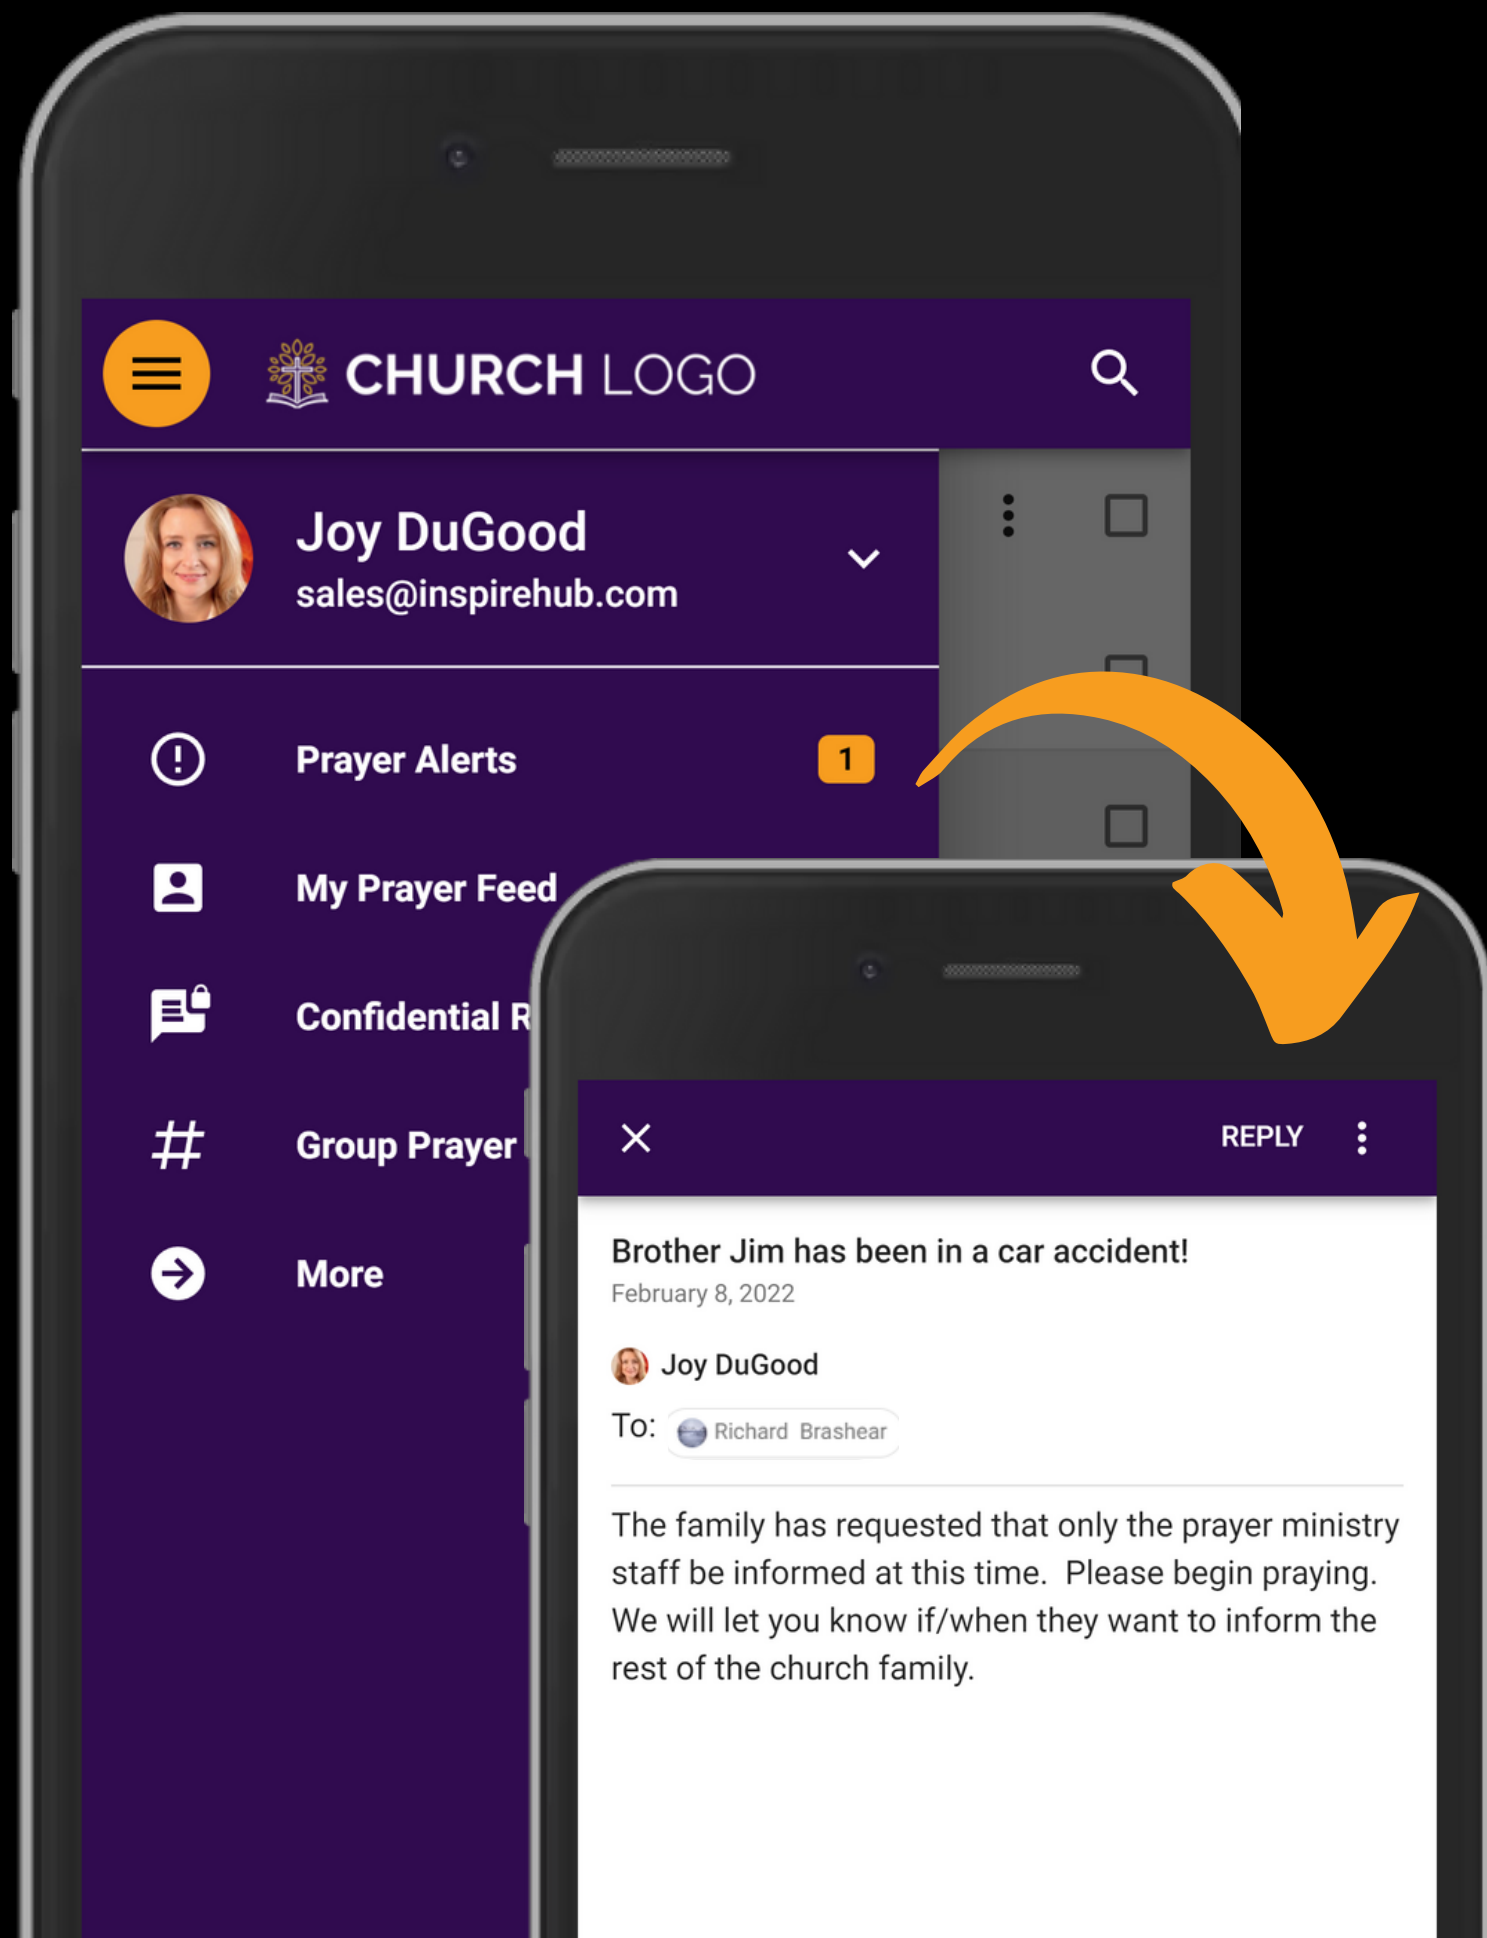 CHURCH LOGO
Joy DuGood
sales@inspirehub.com
Prayer Alerts 1
My Prayer Feed
Confidential
Group Prayer
More
REPLY
Brother Jim has been in a car accident!
February 8, 2022
Joy DuGood
To: Richard Brashear
The family has requested that only the prayer ministry
staff be informed at this time. Please begin praying.
We will let you know if/when they want to inform the
rest of the church family.